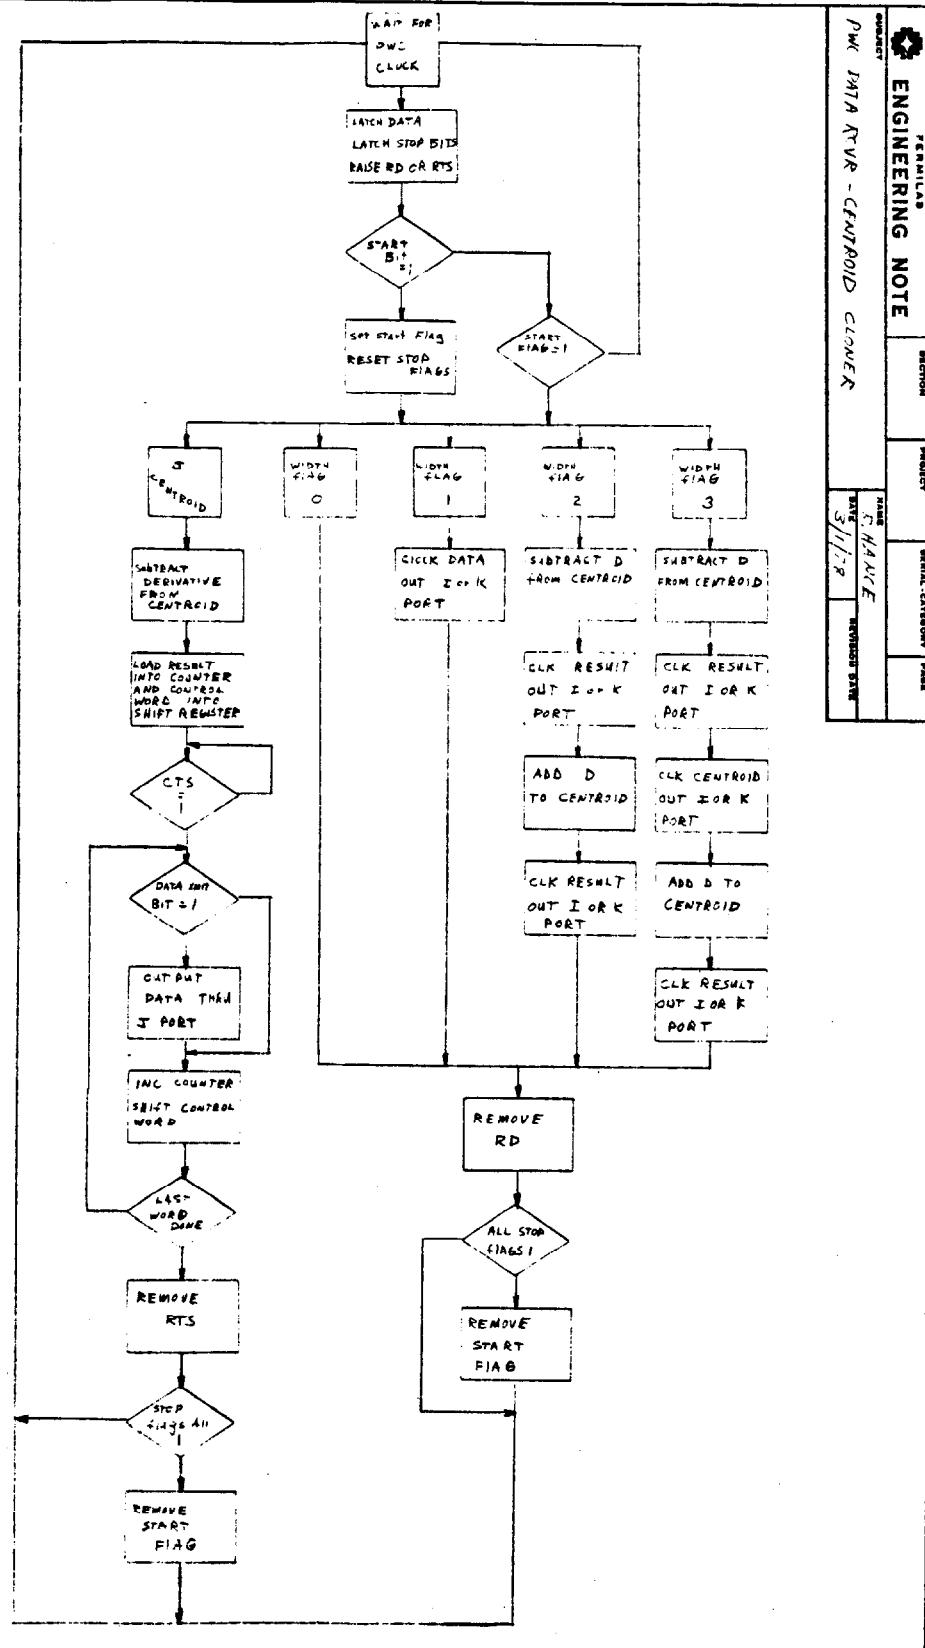 FERMILAB
ENGINEERING NOTE
SECTION
PROJECT
SERIAL-CATEGORY
PAGE
SUBJECT
PWC DATA RCVR - CENTROID CLONER
NAME
DATE
REVISION DATE
WAIT FOR
PWC
CLOCK
LATCH DATA
LATCH STOP BITS
RAISE RD OR RTS
START
Bit
=1
Set Start Flag
RESET STOP
FLAGS
START
FLAG=1
CENTROID
WIDTH
FLAG
0
WIDTH
FLAG
1
WIDTH
FLAG
2
WIDTH
FLAG
3
SUBTRACT
DERIVATIVE
FROM
CENTROID
CLOCK DATA
OUT I or K
PORT
SUBTRACT D
FROM CENTROID
SUBTRACT D
FROM CENTROID
LOAD RESULT
INTO COUNTER
AND CONTROL
WORD INTO
SHIFT REGISTER
CLK RESULT
OUT I or K
PORT
CLK RESULT
OUT I OR K
PORT
CTS
=
1
ADD D
TO CENTROID
CLK CENTROID
OUT I OR K
PORT
DATA
BIT = 1
CLK RESULT
OUT I OR K
PORT
ADD D TO
CENTROID
OUTPUT
DATA THRU
J PORT
CLK RESULT
OUT I OR K
PORT
INC COUNTER
SHIFT CONTROL
WORD
REMOVE
RD
LAST
WORD
DONE
ALL STOP
FLAGS 1
REMOVE
RTS
REMOVE
START
FLAG
STOP
flags All
1
REMOVE
START
FLAG